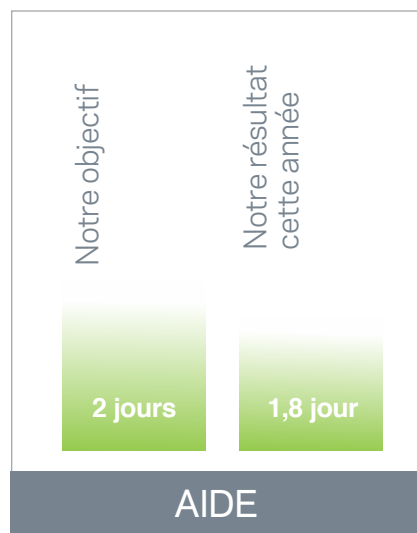 Notre objectif
Notre résultat
cette année
2 jours
1,8 jour
AIDE